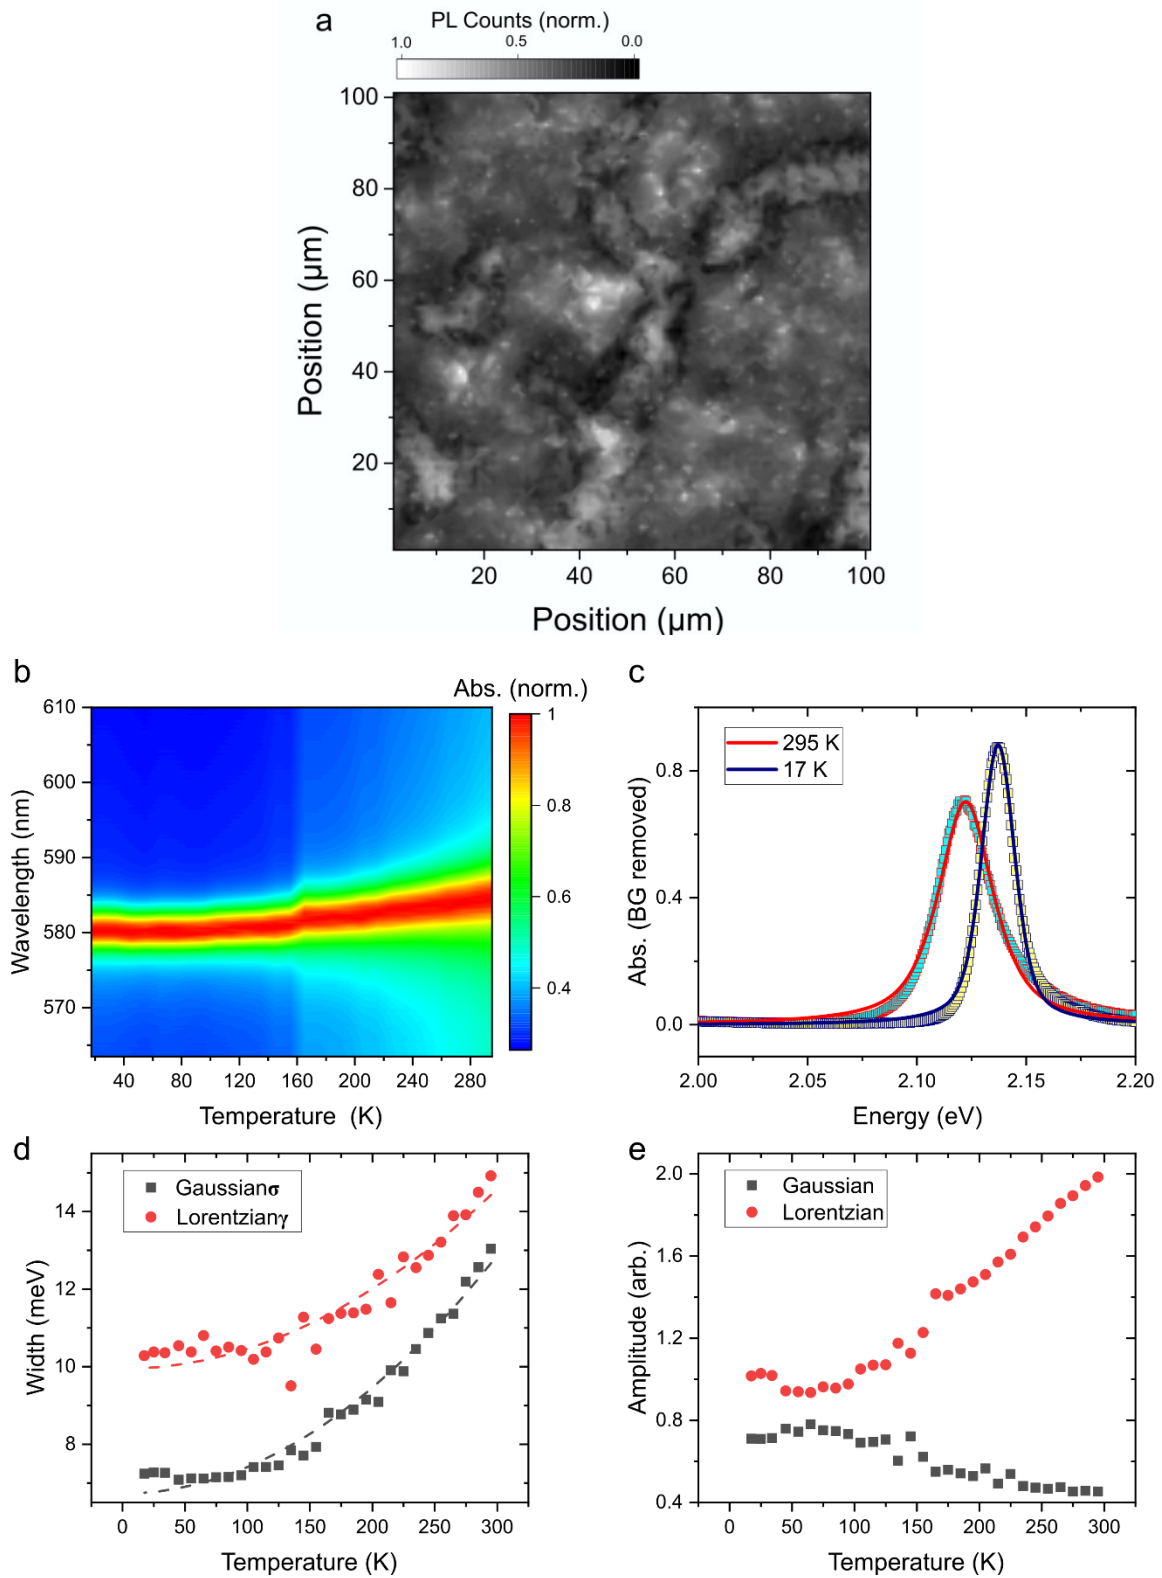 a
PL Counts (norm.)
1.0 0.5 0.0
100
80
60
40
20
Position (µm)
20 40 60 80 100
Position (µm)
b
Abs. (norm.)
610
600
590
580
570
Wavelength (nm)
40 80 120 160 200 240 280
Temperature (K)
1
0.8
0.6
0.4
c
295 K
17 K
0.8
0.4
0.0
Abs. (BG removed)
2.00 2.05 2.10 2.15 2.20
Energy (eV)
d
Gaussianσ
Lorentzianγ
14
12
10
8
Width (meV)
0 50 100 150 200 250 300
Temperature (K)
e
Gaussian
Lorentzian
2.0
1.6
1.2
0.8
0.4
Amplitude (arb.)
0 50 100 150 200 250 300
Temperature (K)